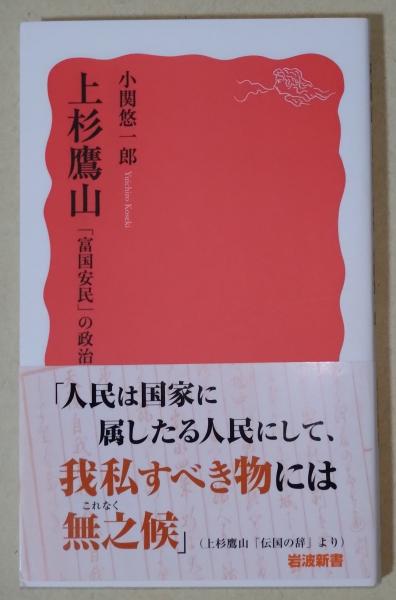 小関悠一郎 Yuichiro Koseki
上杉鷹山
「富国安民」の政治
「人民は国家に
属したる人民にして、
我私すべき物には
これなく
無之候」
（上杉鷹山「伝国の辞」より）
岩波新書